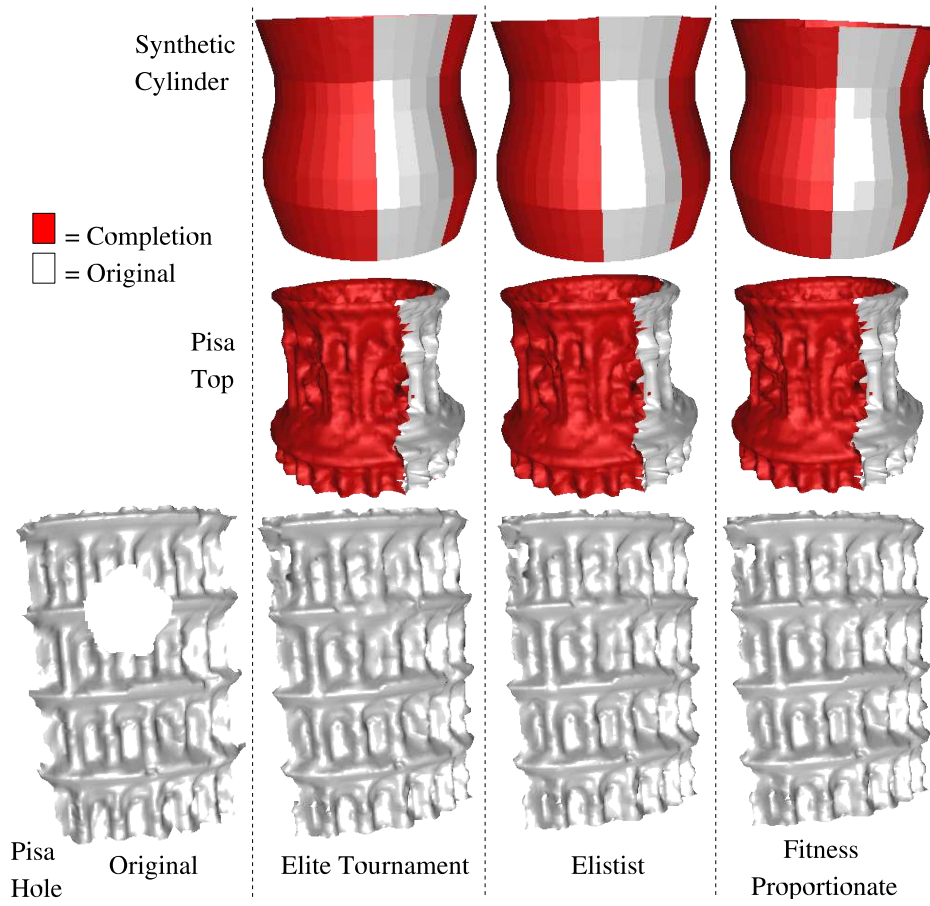 Synthetic
Cylinder
= Completion
= Original
Pisa
Top
Pisa
Hole
Original
Elite Tournament
Elistist
Fitness
Proportionate